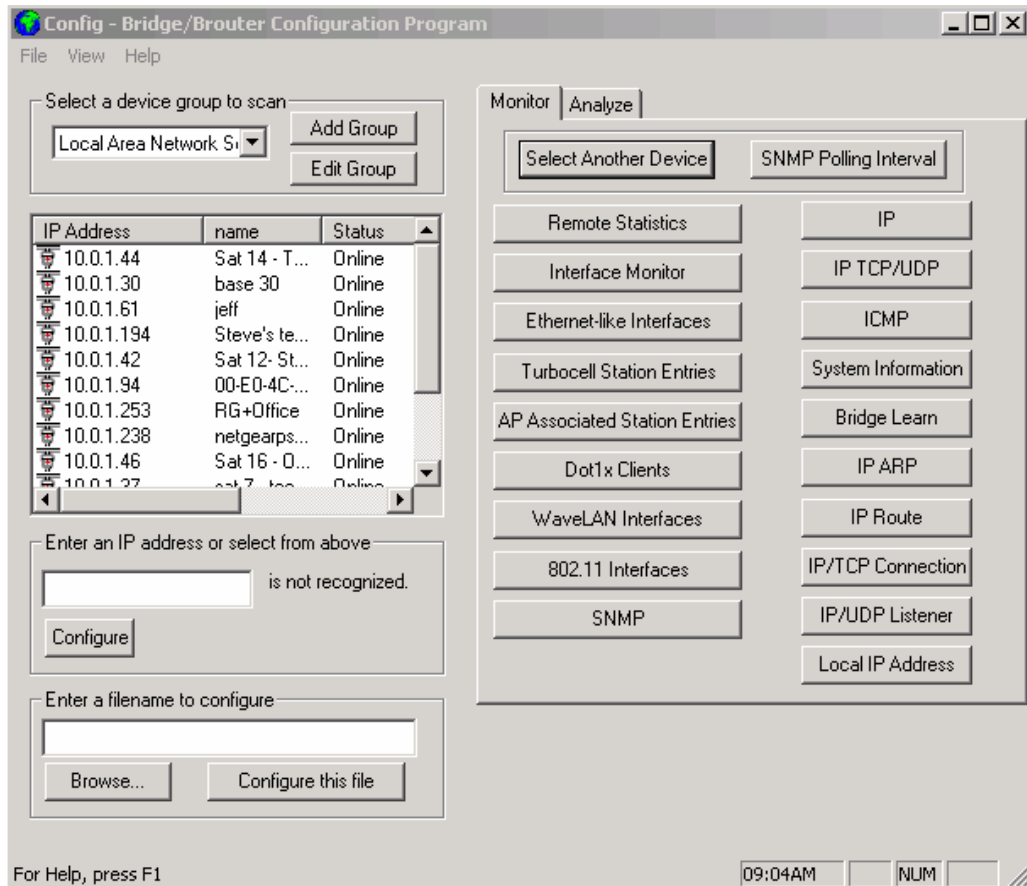 Config - Bridge/Brouter Configuration Program
File View Help
Select a device group to scan
Local Area Network
Add Group
Edit Group
IP Address name Status
10.0.1.44 Sat 14 - T... Online
10.0.1.30 base 30 Online
10.0.1.61 jeff Online
10.0.1.194 Steve's te... Online
10.0.1.42 Sat 12- St... Online
10.0.1.94 00-E0-4C-... Online
10.0.1.253 RG+Office Online
10.0.1.238 netgearps... Online
10.0.1.46 Sat 16 - O... Online
Enter an IP address or select from above
is not recognized.
Configure
Enter a filename to configure
Browse...
Configure this file
Monitor
Analyze
Select Another Device
SNMP Polling Interval
Remote Statistics
Interface Monitor
Ethernet-like Interfaces
Turbocell Station Entries
AP Associated Station Entries
Dot1x Clients
WaveLAN Interfaces
802.11 Interfaces
SNMP
IP
IP TCP/UDP
ICMP
System Information
Bridge Learn
IP ARP
IP Route
IP/TCP Connection
IP/UDP Listener
Local IP Address
For Help, press F1
09:04AM
NUM